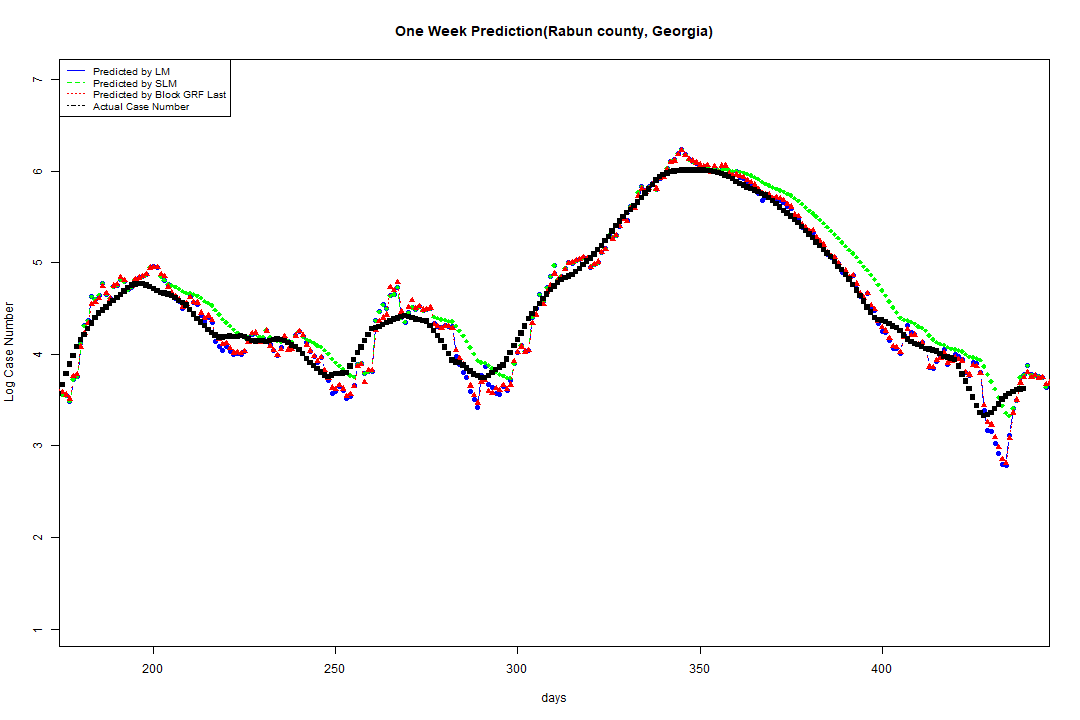 One Week Prediction(Rabun county, Georgia)
Predicted by LM
Predicted by SLM
Predicted by Block GRF Last
Actual Case Number
Log Case Number
7
6
5
4
3
2
1
200 250 300 350 400
days